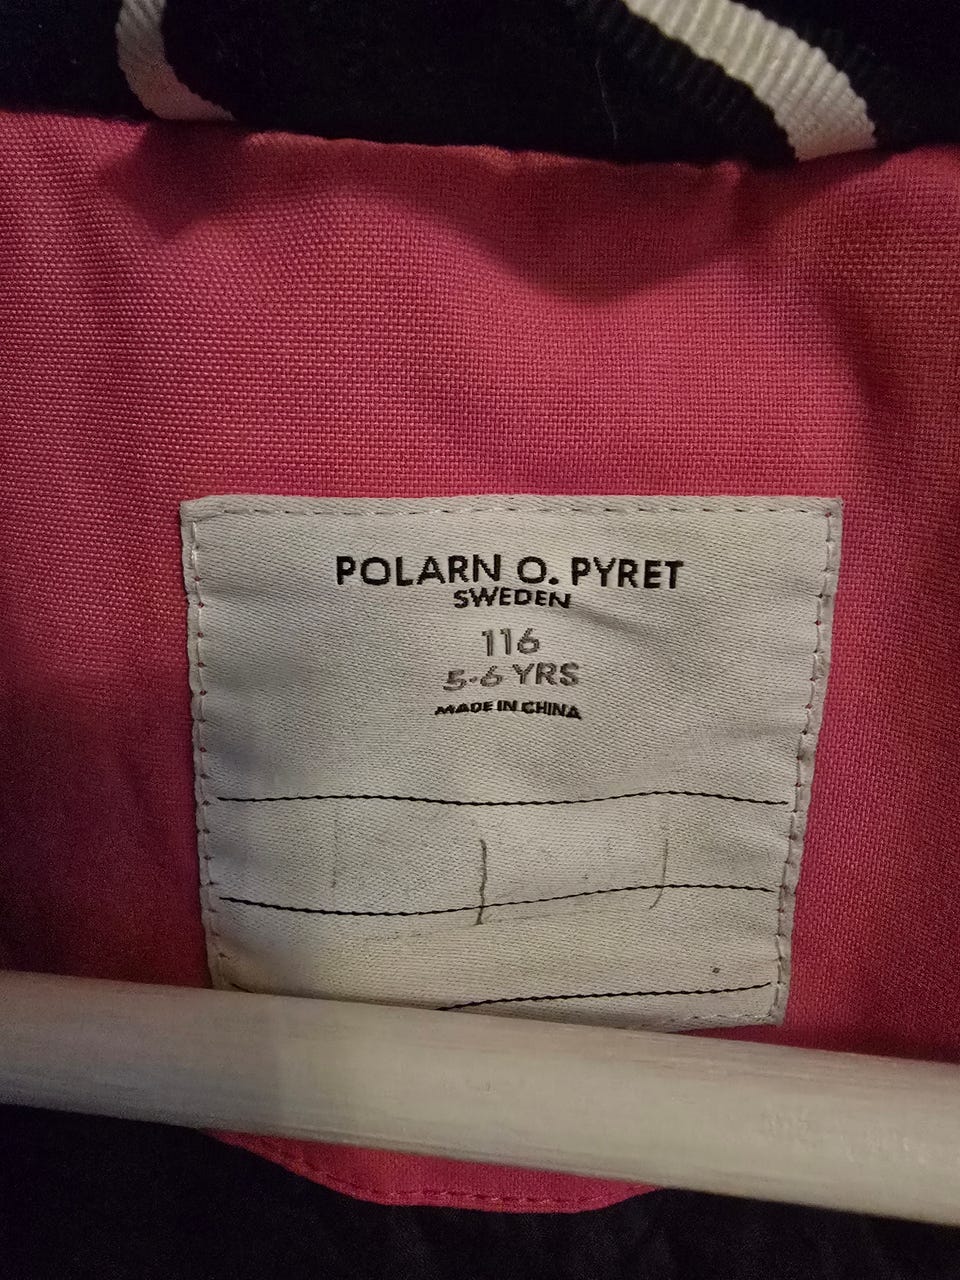 POLARN O. PYRET
SWEDEN
116
5-6 YRS
MADE IN CHINA